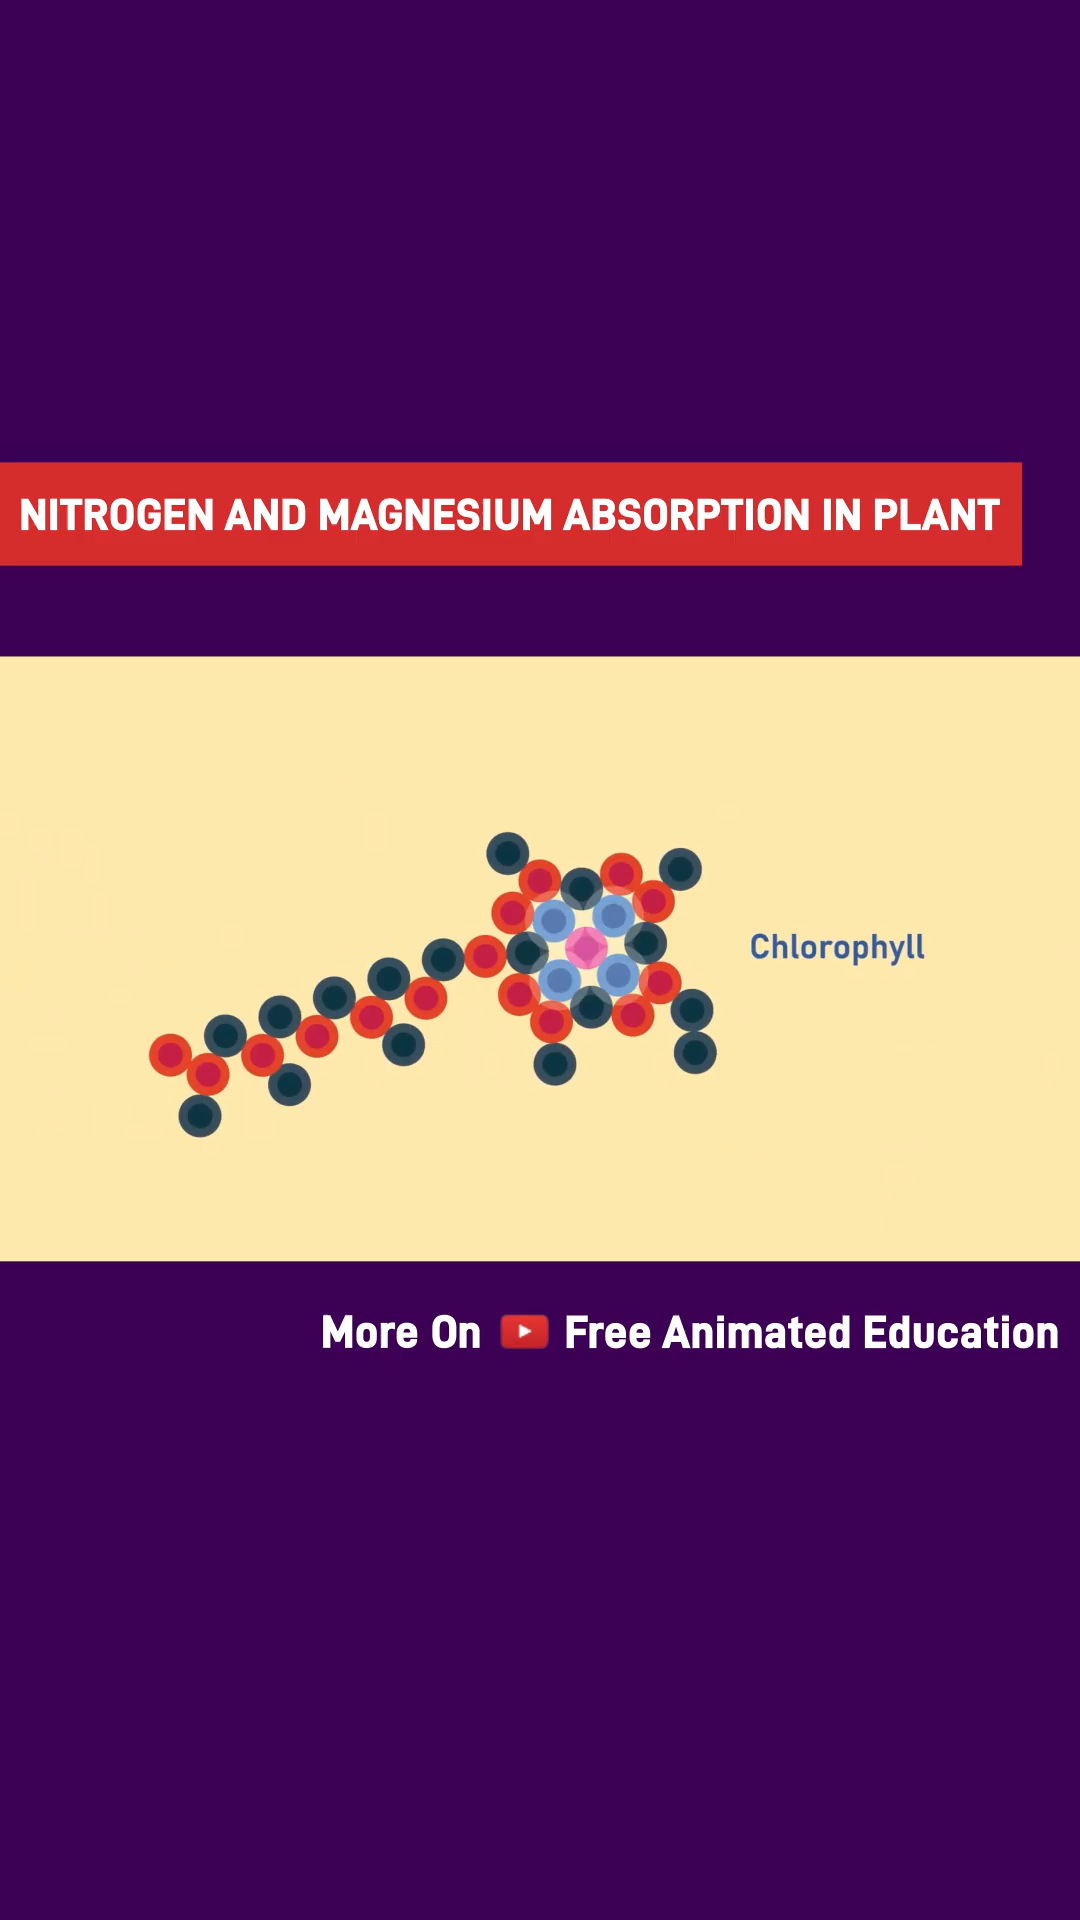 NITROGEN AND MAGNESIUM ABSORPTION IN PLANT
Chlorophyll
More On Free Animated Education